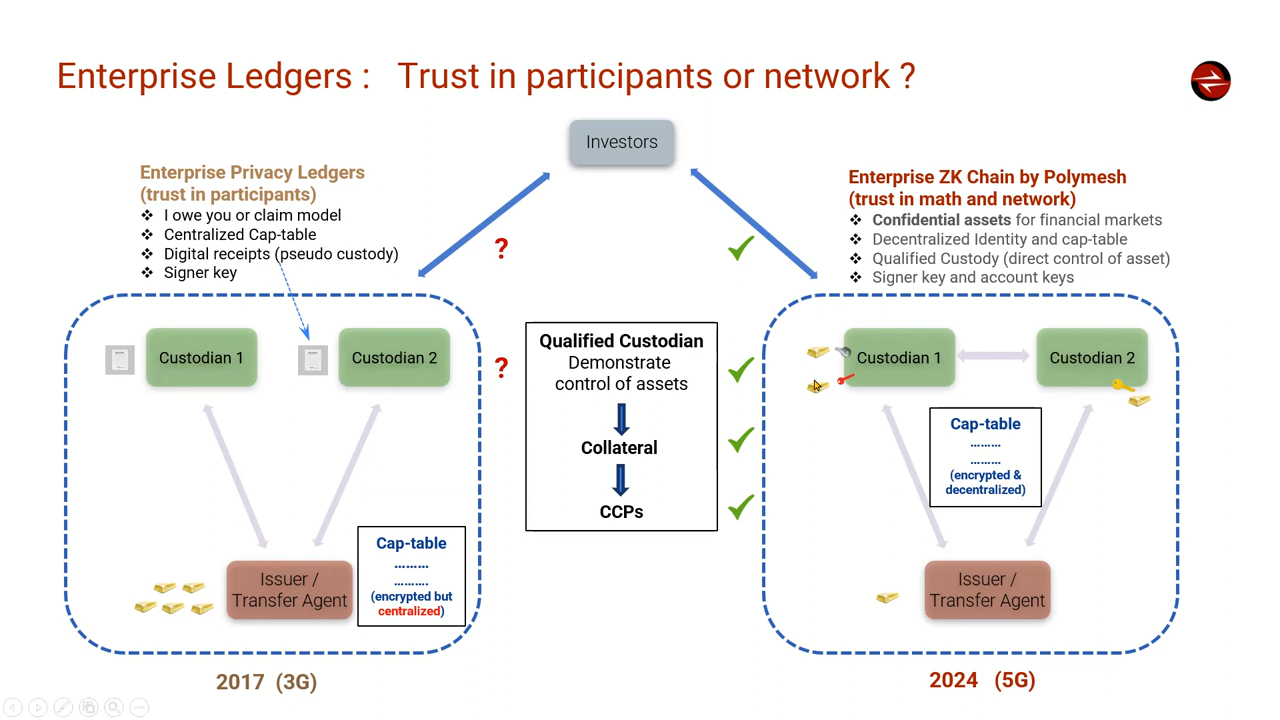 Enterprise Ledgers :   Trust in participants or network ?
Investors
Enterprise Privacy Ledgers
(trust in participants)
❖ I owe you or claim model
❖ Centralized Cap-table
❖ Digital receipts (pseudo custody)
❖ Signer key
Enterprise ZK Chain by Polymesh
(trust in math and network)
❖ Confidential assets for financial markets
❖ Decentralized Identity and cap-table
❖ Qualified Custody (direct control of asset)
❖ Signer key and account keys
?
Custodian 1
Custodian 2
?
Qualified Custodian
Demonstrate
control of assets
Collateral
CCPs
Custodian 1
Custodian 2
Cap-table
.........
.........
(encrypted &
decentralized)
Cap-table
.........
..........
(encrypted but
centralized)
Issuer /
Transfer Agent
Issuer /
Transfer Agent
2017  (3G)
2024   (5G)